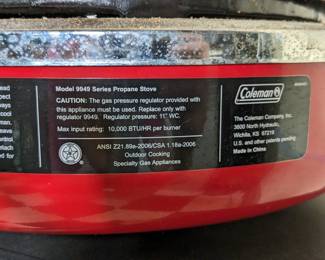 Model 9949 Series Propane Stove
CAUTION: The gas pressure regulator provided with
this appliance must be used. Replace only with
regulator 9949. Regulator pressure: 11" WC.
Max input rating: 10,000 BTU/HR per burner
ANSI Z21.89a-2006/CSA 1.18a-2006
Outdoor Cooking
Specialty Gas Appliances
Coleman
The Coleman Company, Inc.
3600 North Hydraulic,
Wichita, KS 67219
U.S. and other patents pending
Made in China